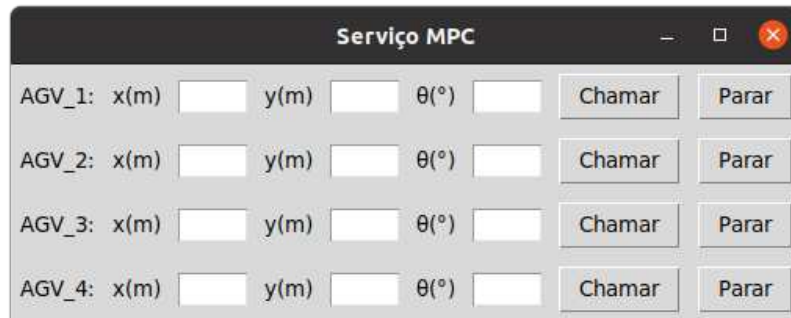 Serviço MPC
AGV_1: x(m) y(m) θ(°) Chamar Parar
AGV_2: x(m) y(m) θ(°) Chamar Parar
AGV_3: x(m) y(m) θ(°) Chamar Parar
AGV_4: x(m) y(m) θ(°) Chamar Parar